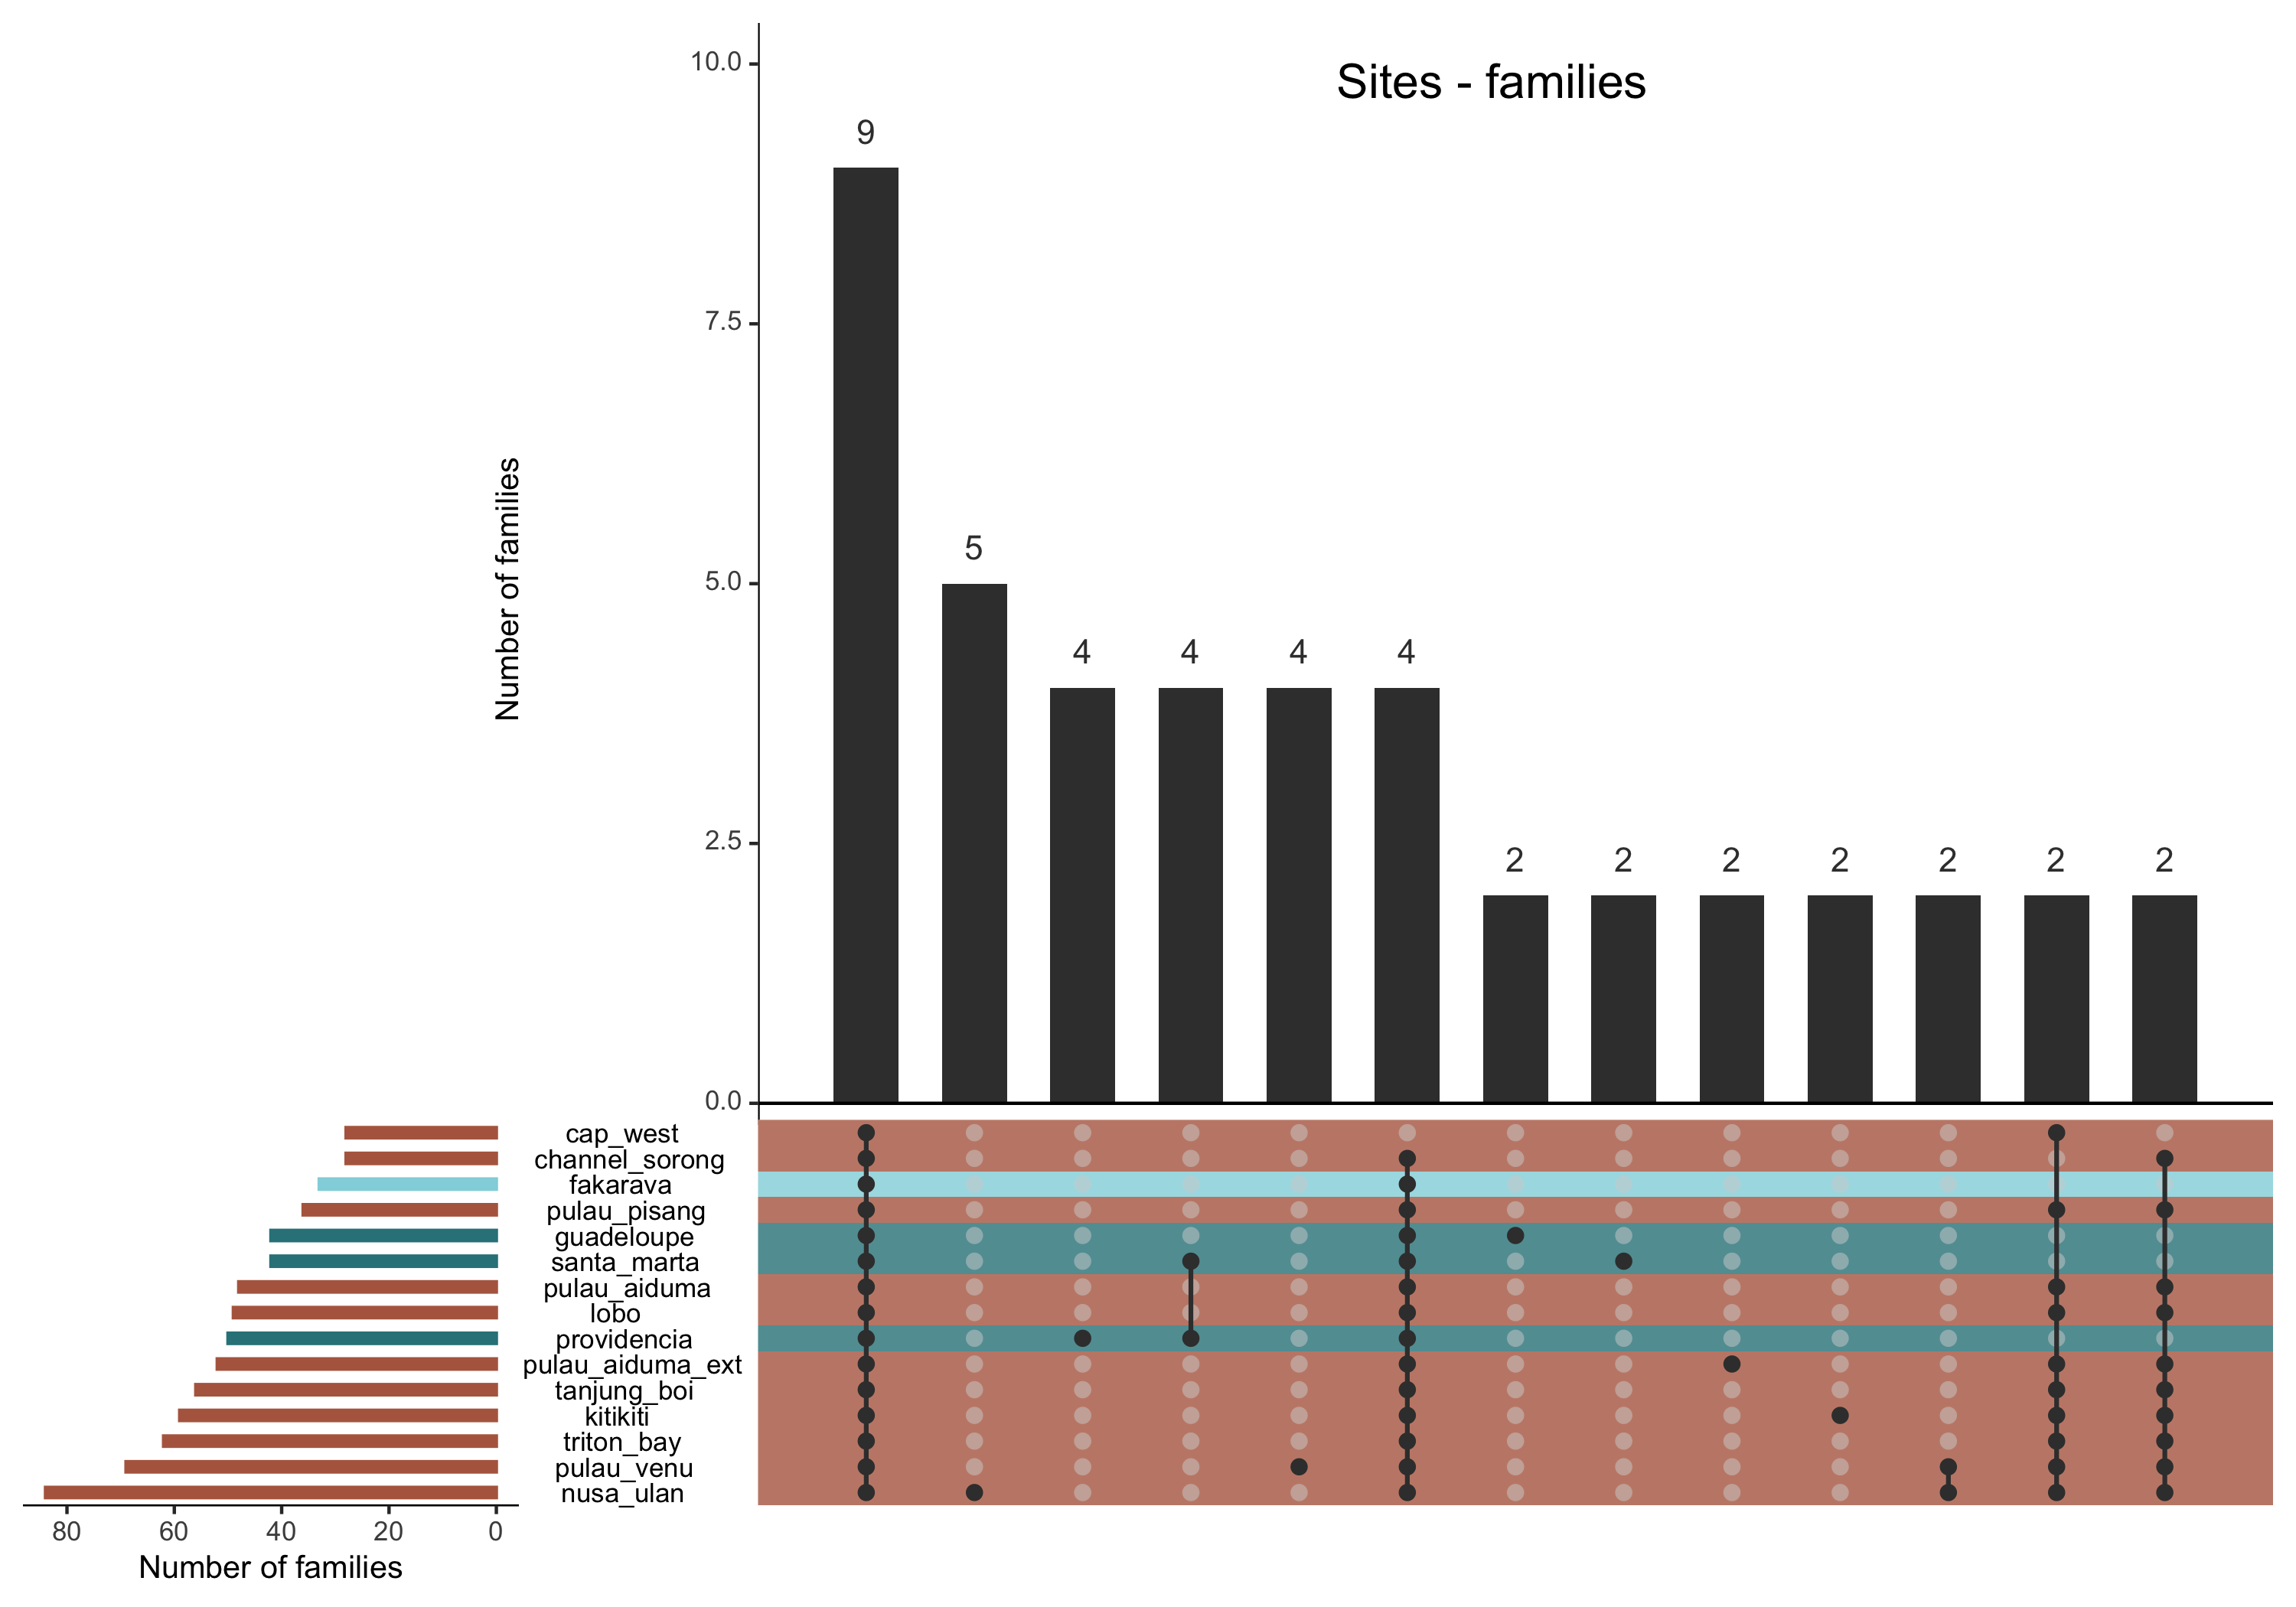 Sites - families
10.0
7.5
5.0
2.5
0.0
Number of families
9
5
4
4
4
4
2
2
2
2
2
2
2
cap_west
channel_sorong
fakarava
pulau_pisang
guadeloupe
santa_marta
pulau_aiduma
lobo
providencia
pulau_aiduma_ext
tanjung_boi
kitikiti
triton_bay
pulau_venu
nusa_ulan
80 60 40 20 0
Number of families